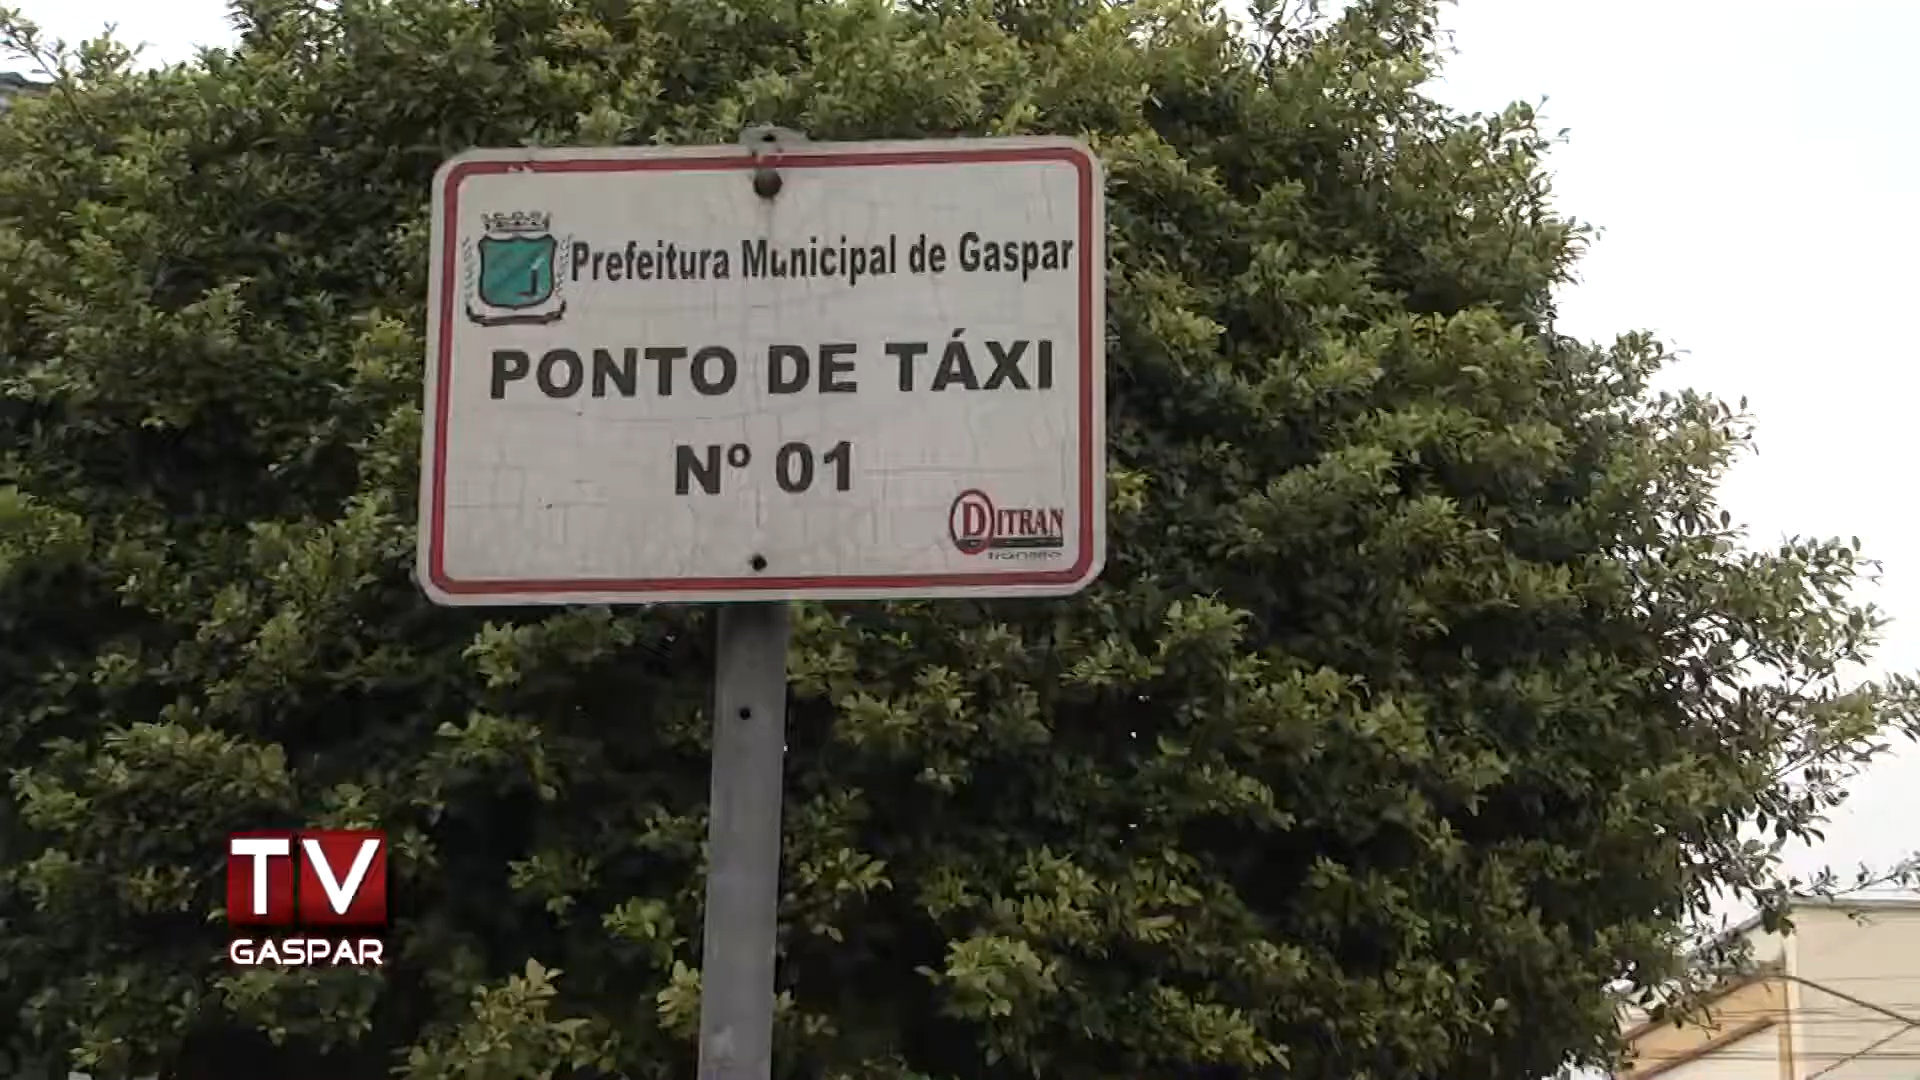 Prefeitura Municipal de Gaspar
PONTO DE TÁXI
Nº 01
DITRAN
TV
GASPAR